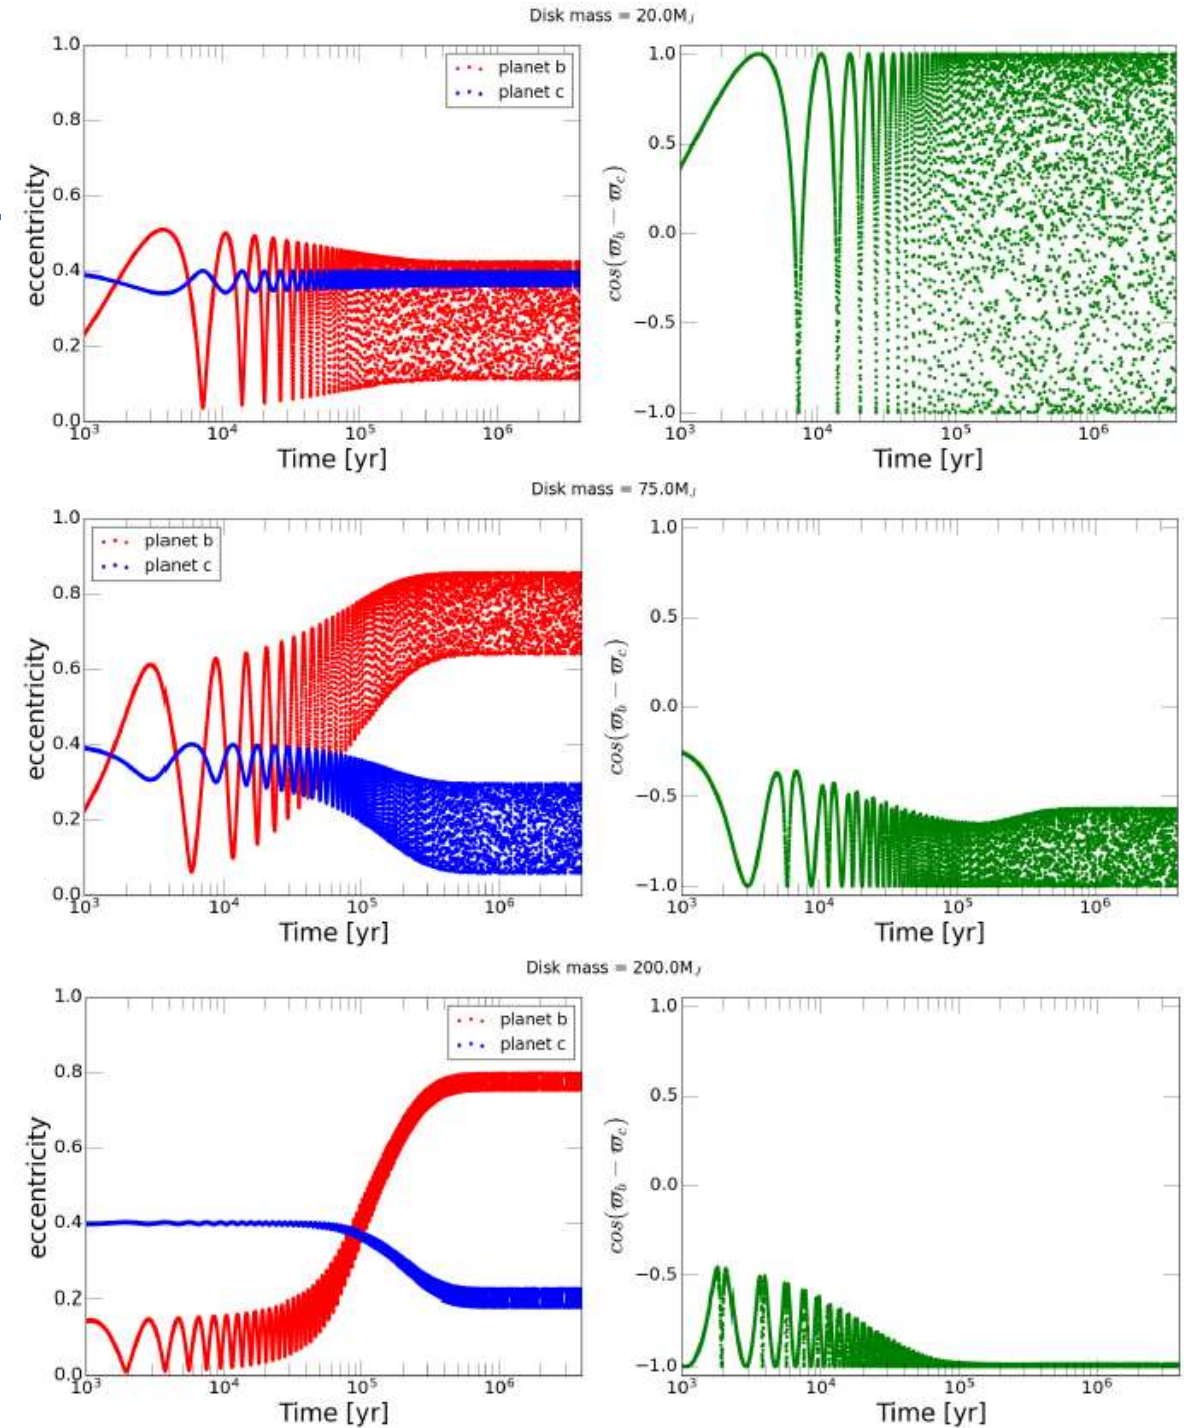 Disk mass = 20.0M_J
1.0
0.8
0.6
0.4
0.2
0.0
eccentricity
planet b
planet c
10^3 10^4 10^5 10^6
Time [yr]
1.0
0.5
0.0
−0.5
−1.0
cos(ϖ_b − ϖ_c)
10^3 10^4 10^5 10^6
Time [yr]
Disk mass = 75.0M_J
1.0
0.8
0.6
0.4
0.2
0.0
eccentricity
planet b
planet c
10^3 10^4 10^5 10^6
Time [yr]
1.0
0.5
0.0
−0.5
−1.0
cos(ϖ_b − ϖ_c)
10^3 10^4 10^5 10^6
Time [yr]
Disk mass = 200.0M_J
1.0
0.8
0.6
0.4
0.2
0.0
eccentricity
planet b
planet c
10^3 10^4 10^5 10^6
Time [yr]
1.0
0.5
0.0
−0.5
−1.0
cos(ϖ_b − ϖ_c)
10^3 10^4 10^5 10^6
Time [yr]